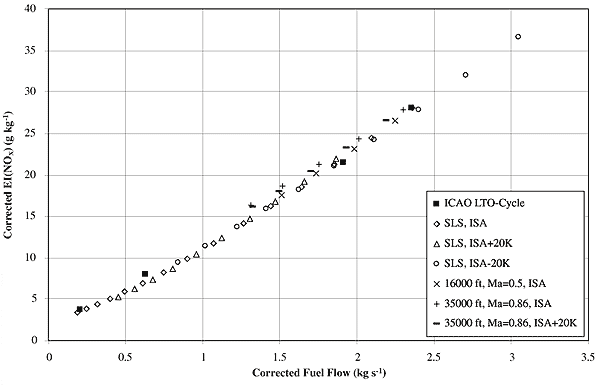 40
35
30
25
20
15
10
5
0
Corrected EI(NOX) (g kg-1)
0 0.5 1 1.5 2 2.5 3 3.5
Corrected Fuel Flow (kg s-1)
ICAO LTO-Cycle
SLS, ISA
SLS, ISA+20K
SLS, ISA-20K
16000 ft, Ma=0.5, ISA
35000 ft, Ma=0.86, ISA
35000 ft, Ma=0.86, ISA+20K